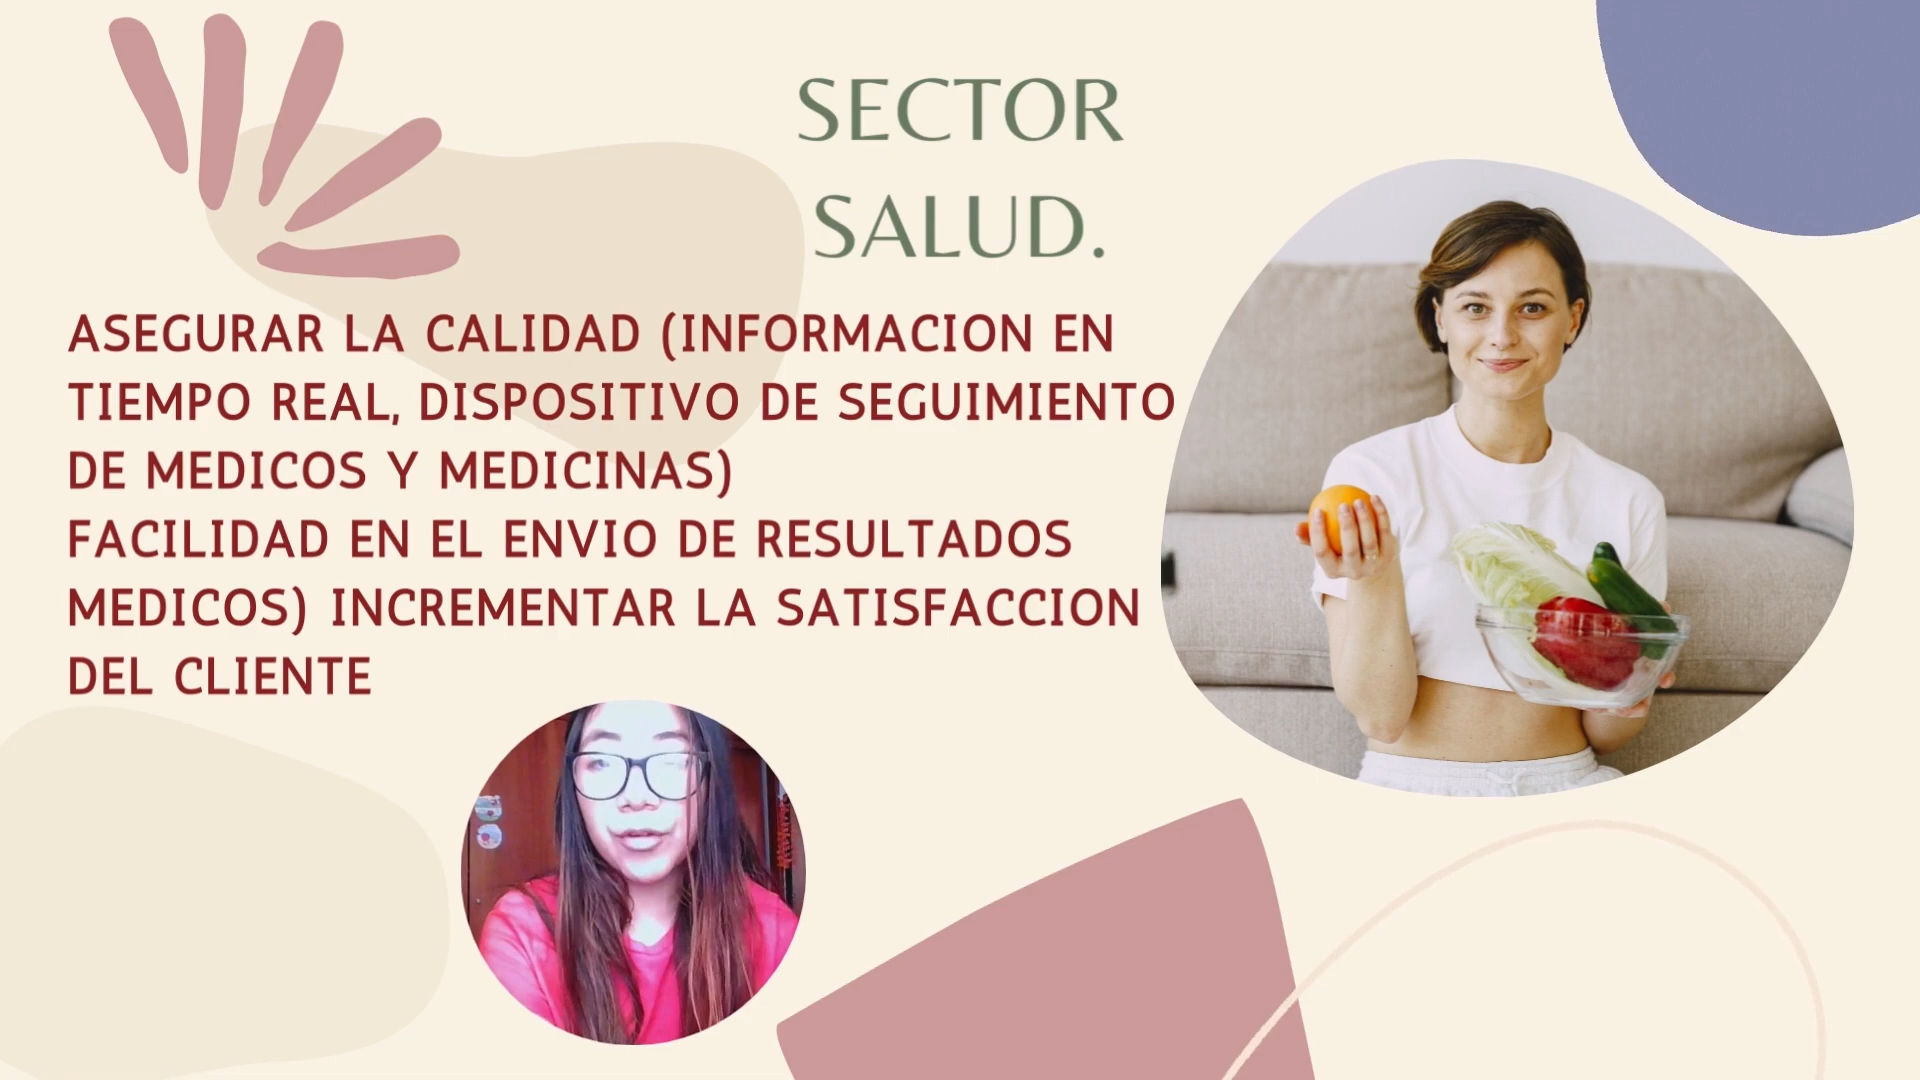 SECTOR
SALUD.
ASEGURAR LA CALIDAD (INFORMACION EN
TIEMPO REAL, DISPOSITIVO DE SEGUIMIENTO
DE MEDICOS Y MEDICINAS)
FACILIDAD EN EL ENVIO DE RESULTADOS
MEDICOS) INCREMENTAR LA SATISFACCION
DEL CLIENTE